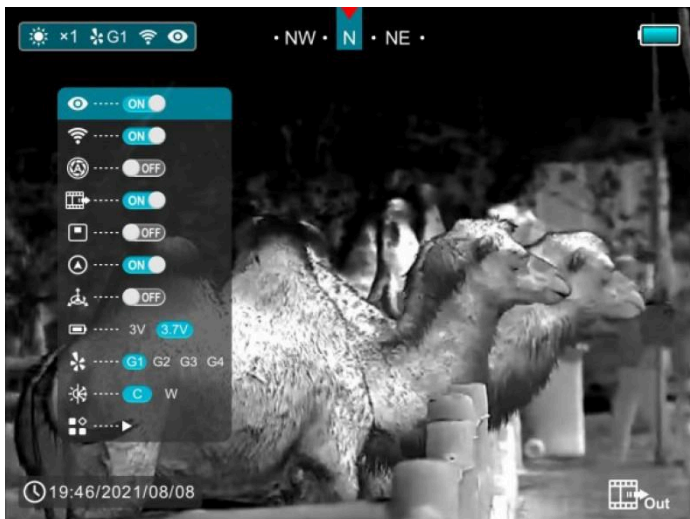 ×1 G1
·NW· N ·NE·
ON
ON
OFF
ON
OFF
ON
OFF
3V 3.7V
G1 G2 G3 G4
C W
19:46/2021/08/08
Out